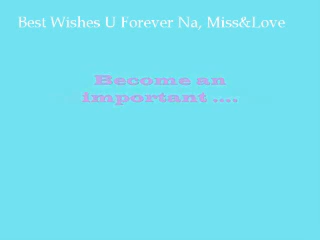 Best Wishes U Forever Na, Miss&Love
Become an
important ....